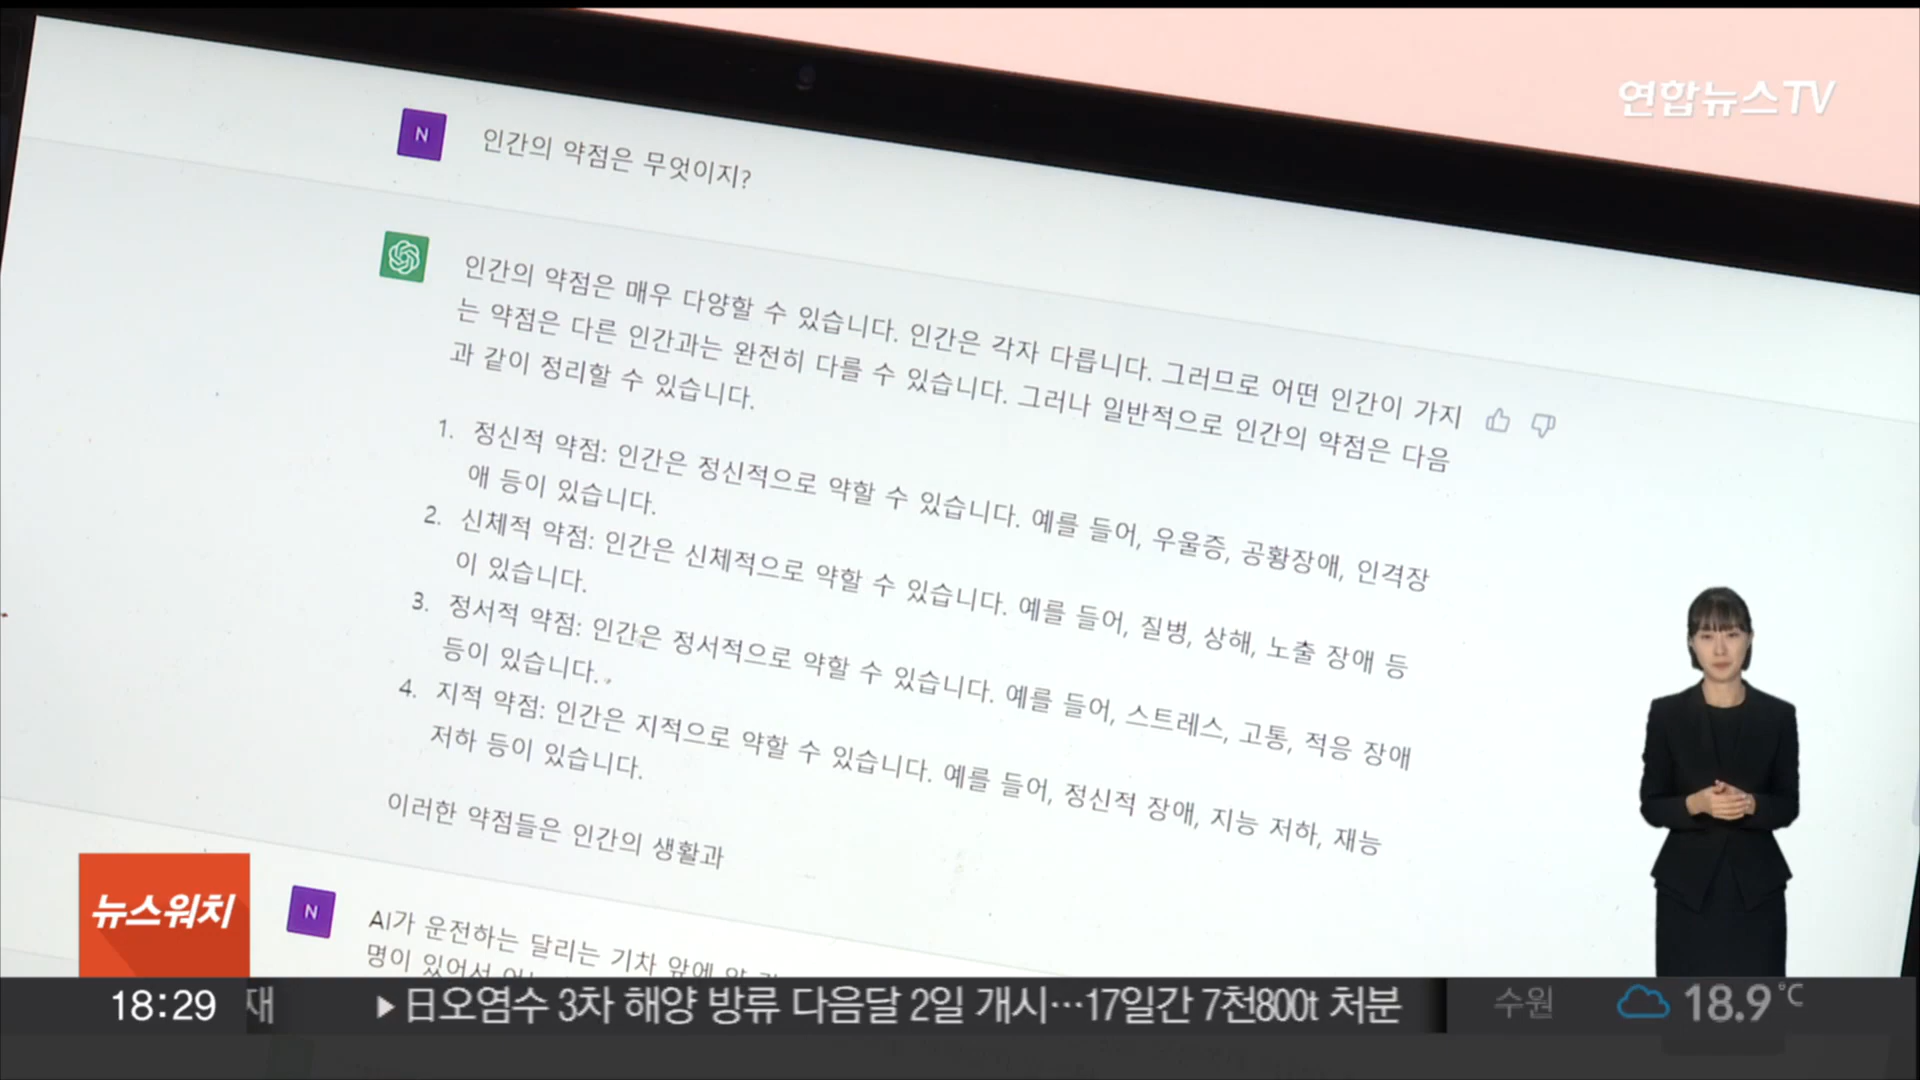 연합뉴스TV
N
인간의 약점은 무엇이지?
인간의 약점은 매우 다양할 수 있습니다. 인간은 각자 다릅니다. 그러므로 어떤 인간이 가지
는 약점은 다른 인간과는 완전히 다를 수 있습니다. 그러나 일반적으로 인간의 약점은 다음
과 같이 정리할 수 있습니다.
1. 정신적 약점: 인간은 정신적으로 약할 수 있습니다. 예를 들어, 우울증, 공황장애, 인격장
애 등이 있습니다.
2. 신체적 약점: 인간은 신체적으로 약할 수 있습니다. 예를 들어, 질병, 상해, 노출 장애 등
이 있습니다.
3. 정서적 약점: 인간은 정서적으로 약할 수 있습니다. 예를 들어, 스트레스, 고통, 적응 장애
등이 있습니다.
4. 지적 약점: 인간은 지적으로 약할 수 있습니다. 예를 들어, 정신적 장애, 지능 저하, 재능
저하 등이 있습니다.
이러한 약점들은 인간의 생활과
N
AI가 운전하는 달리는 기차 앞에
명이 있어서
뉴스워치
18:29 재 ▶日오염수 3차 해양 방류 다음달 2일 개시…17일간 7천800t 처분 수원 18.9℃